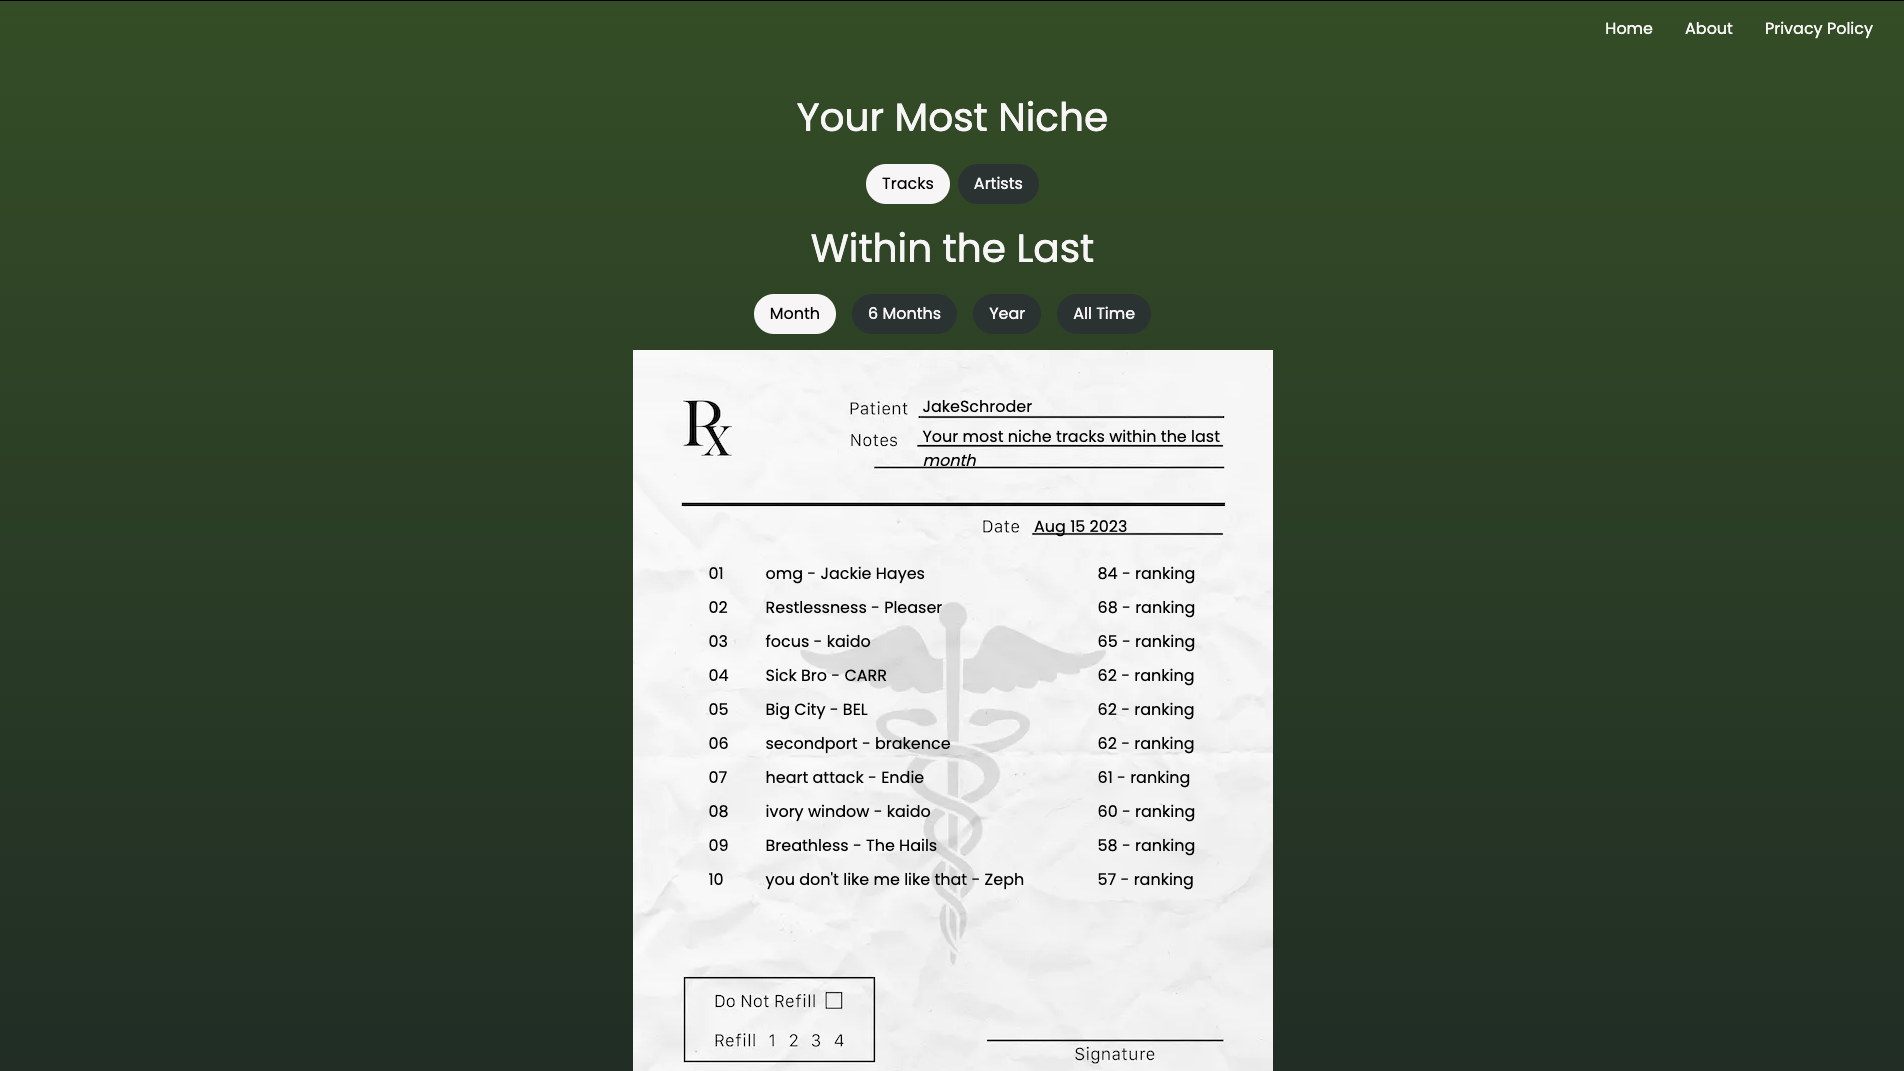 Home About Privacy Policy
Your Most Niche
Tracks Artists
Within the Last
Month 6 Months Year All Time
Rx
Patient JakeSchroder
Notes Your most niche tracks within the last
month
Date Aug 15 2023
01 omg - Jackie Hayes 84 - ranking
02 Restlessness - Pleaser 68 - ranking
03 focus - kaido 65 - ranking
04 Sick Bro - CARR 62 - ranking
05 Big City - BEL 62 - ranking
06 secondport - brakence 62 - ranking
07 heart attack - Endie 61 - ranking
08 ivory window - kaido 60 - ranking
09 Breathless - The Hails 58 - ranking
10 you don't like me like that - Zeph 57 - ranking
Do Not Refill
Refill 1 2 3 4
Signature